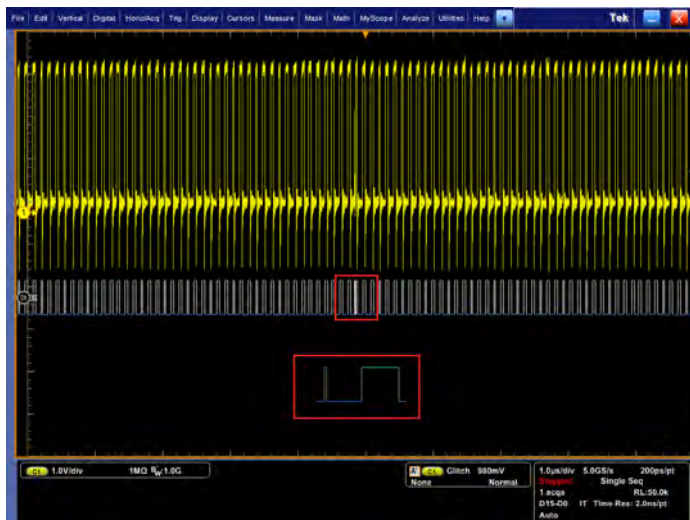 File Edit Vertical Digital Horiz/Acq Trig Display Cursors Measure Mask Math MyScope Analyze Utilities Help Tek
1
C1 1.0V/div 1MΩ BW:1.0G
A' C1 Glitch 980mV
None Normal
1.0μs/div 5.0GS/s 200ps/pt
Stopped Single Seq
1 acqs RL:50.0k
D15-D0 IT Time Res: 2.0ns/pt
Auto